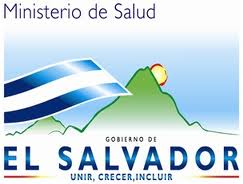 Ministerio de Salud
GOBIERNO DE
EL SALVADOR
UNIR, CRECER,INCLUIR